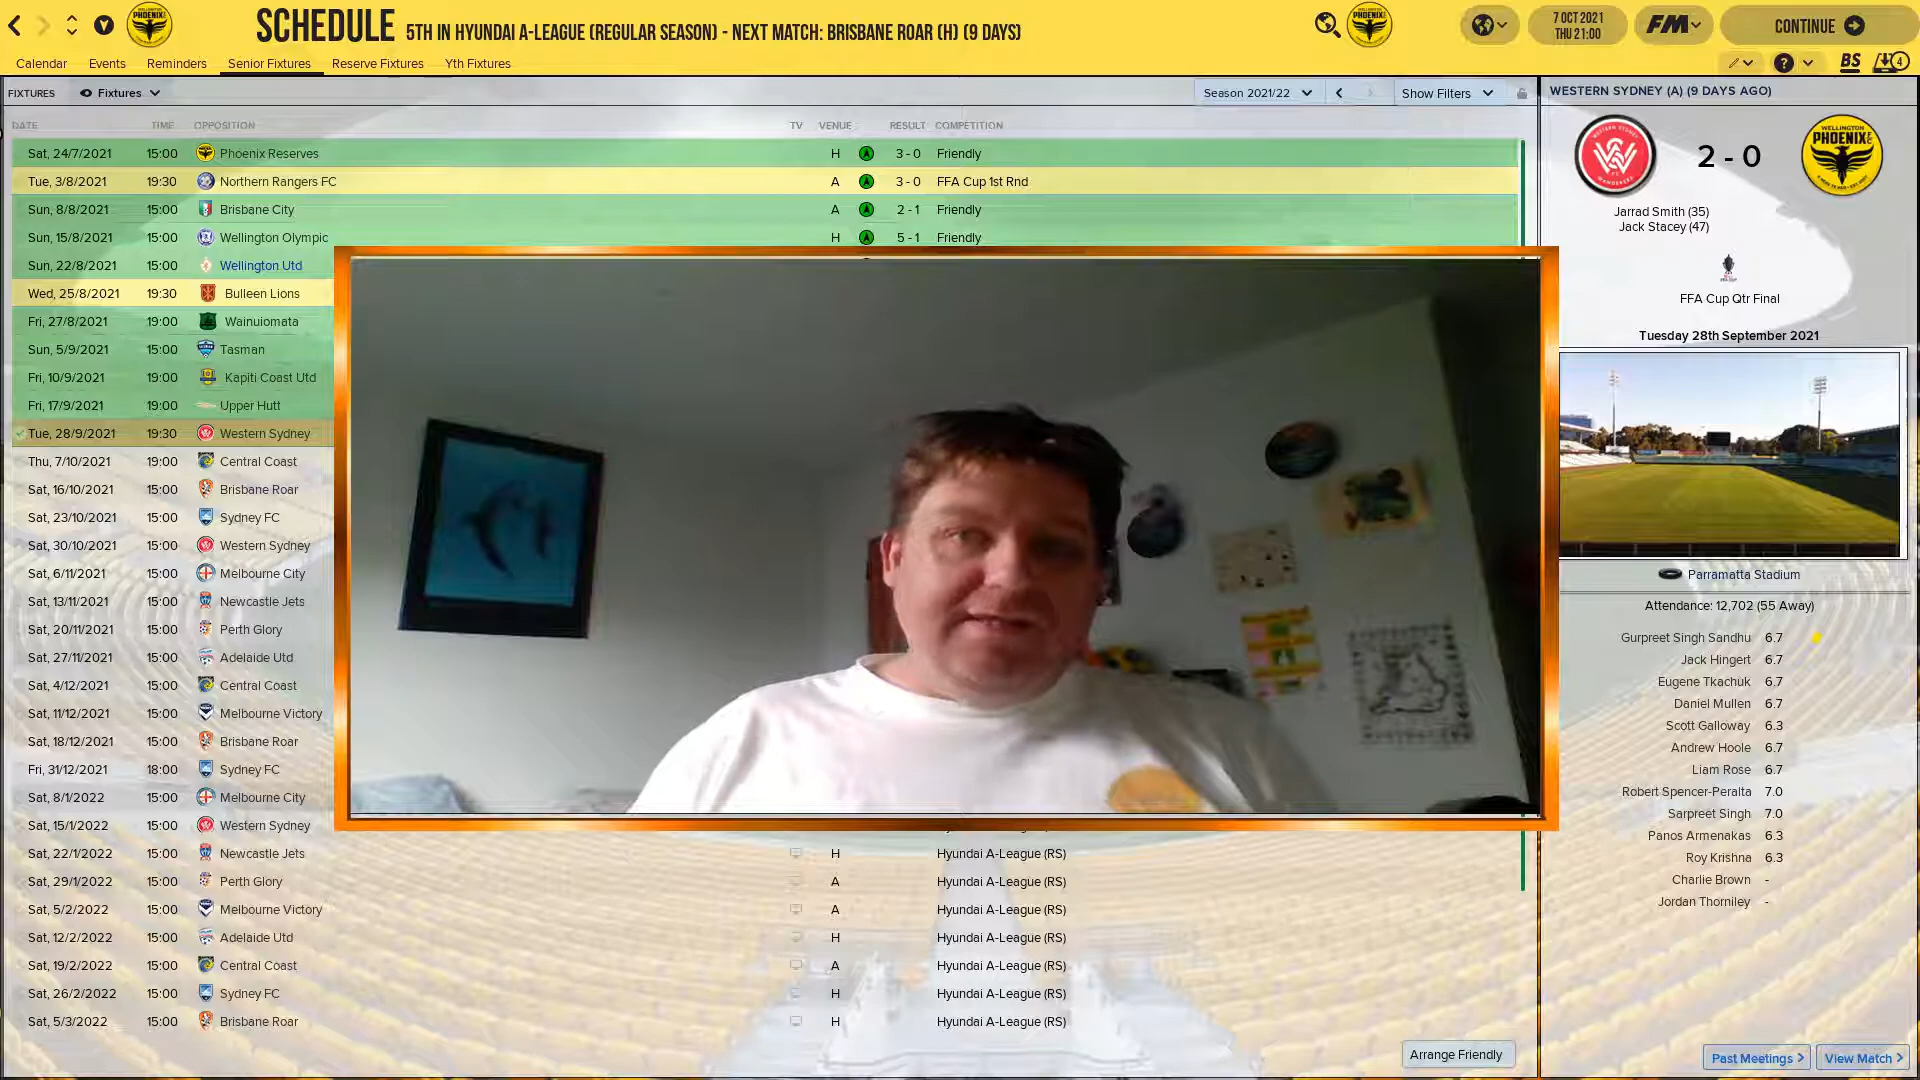 SCHEDULE 5TH IN HYUNDAI A-LEAGUE (REGULAR SEASON) - NEXT MATCH: BRISBANE ROAR (H) (9 DAYS)
7 OCT 2021
THU 21:00
FM
CONTINUE
Calendar Events Reminders Senior Fixtures Reserve Fixtures Yth Fixtures
BS 4
FIXTURES Fixtures Season 2021/22 Show Filters
DATE TIME OPPOSITION TV VENUE RESULT COMPETITION
Sat, 24/7/2021 15:00 Phoenix Reserves H 3 - 0 Friendly
Tue, 3/8/2021 19:30 Northern Rangers FC A 3 - 0 FFA Cup 1st Rnd
Sun, 8/8/2021 15:00 Brisbane City A 2 - 1 Friendly
Sun, 15/8/2021 15:00 Wellington Olympic H 5 - 1 Friendly
Sun, 22/8/2021 15:00 Wellington Utd
Wed, 25/8/2021 19:30 Bulleen Lions
Fri, 27/8/2021 19:00 Wainuiomata
Sun, 5/9/2021 15:00 Tasman
Fri, 10/9/2021 19:00 Kapiti Coast Utd
Fri, 17/9/2021 19:00 Upper Hutt
Tue, 28/9/2021 19:30 Western Sydney
Thu, 7/10/2021 19:00 Central Coast
Sat, 16/10/2021 15:00 Brisbane Roar
Sat, 23/10/2021 15:00 Sydney FC
Sat, 30/10/2021 15:00 Western Sydney
Sat, 6/11/2021 15:00 Melbourne City
Sat, 13/11/2021 15:00 Newcastle Jets
Sat, 20/11/2021 15:00 Perth Glory
Sat, 27/11/2021 15:00 Adelaide Utd
Sat, 4/12/2021 15:00 Central Coast
Sat, 11/12/2021 15:00 Melbourne Victory
Sat, 18/12/2021 15:00 Brisbane Roar
Fri, 31/12/2021 18:00 Sydney FC
Sat, 8/1/2022 15:00 Melbourne City
Sat, 15/1/2022 15:00 Western Sydney
Sat, 22/1/2022 15:00 Newcastle Jets H Hyundai A-League (RS)
Sat, 29/1/2022 15:00 Perth Glory A Hyundai A-League (RS)
Sat, 5/2/2022 15:00 Melbourne Victory A Hyundai A-League (RS)
Sat, 12/2/2022 15:00 Adelaide Utd H Hyundai A-League (RS)
Sat, 19/2/2022 15:00 Central Coast A Hyundai A-League (RS)
Sat, 26/2/2022 15:00 Sydney FC H Hyundai A-League (RS)
Sat, 5/3/2022 15:00 Brisbane Roar H Hyundai A-League (RS)
Arrange Friendly
WESTERN SYDNEY (A) (9 DAYS AGO)
2 - 0
WELLINGTON
PHOENIX
Jarrad Smith (35)
Jack Stacey (47)
FFA Cup Qtr Final
Tuesday 28th September 2021
Parramatta Stadium
Attendance: 12,702 (55 Away)
Gurpreet Singh Sandhu 6.7
Jack Hingert 6.7
Eugene Tkachuk 6.7
Daniel Mullen 6.7
Scott Galloway 6.3
Andrew Hoole 6.7
Liam Rose 6.7
Robert Spencer-Peralta 7.0
Sarpreet Singh 7.0
Panos Armenakas 6.3
Roy Krishna 6.3
Charlie Brown -
Jordan Thorniley -
Past Meetings View Match